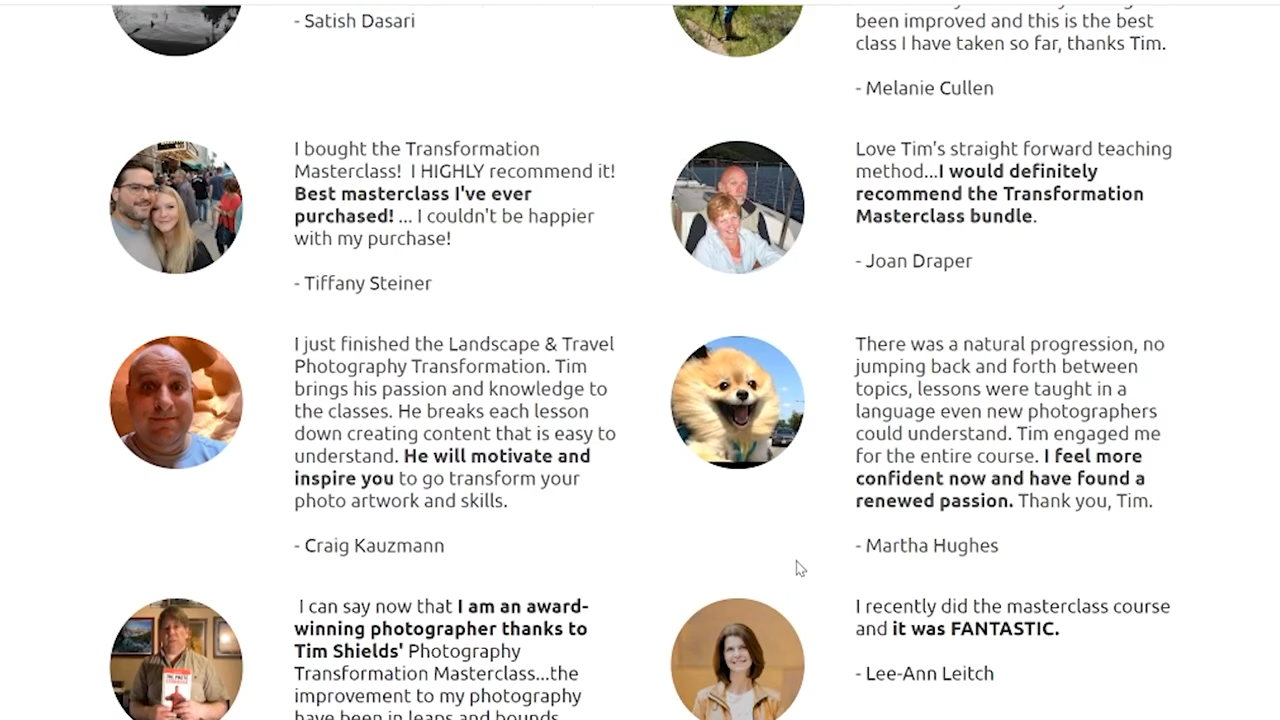 - Satish Dasari
been improved and this is the best
class I have taken so far, thanks Tim.
- Melanie Cullen
I bought the Transformation
Masterclass!  I HIGHLY recommend it!
Best masterclass I've ever
purchased! ... I couldn't be happier
with my purchase!
- Tiffany Steiner
Love Tim's straight forward teaching
method...I would definitely
recommend the Transformation
Masterclass bundle.
- Joan Draper
I just finished the Landscape & Travel
Photography Transformation. Tim
brings his passion and knowledge to
the classes. He breaks each lesson
down creating content that is easy to
understand. He will motivate and
inspire you to go transform your
photo artwork and skills.
- Craig Kauzmann
There was a natural progression, no
jumping back and forth between
topics, lessons were taught in a
language even new photographers
could understand. Tim engaged me
for the entire course. I feel more
confident now and have found a
renewed passion. Thank you, Tim.
- Martha Hughes
I can say now that I am an award-
winning photographer thanks to
Tim Shields' Photography
Transformation Masterclass...the
improvement to my photography
have been in leaps and bounds
I recently did the masterclass course
and it was FANTASTIC.
- Lee-Ann Leitch